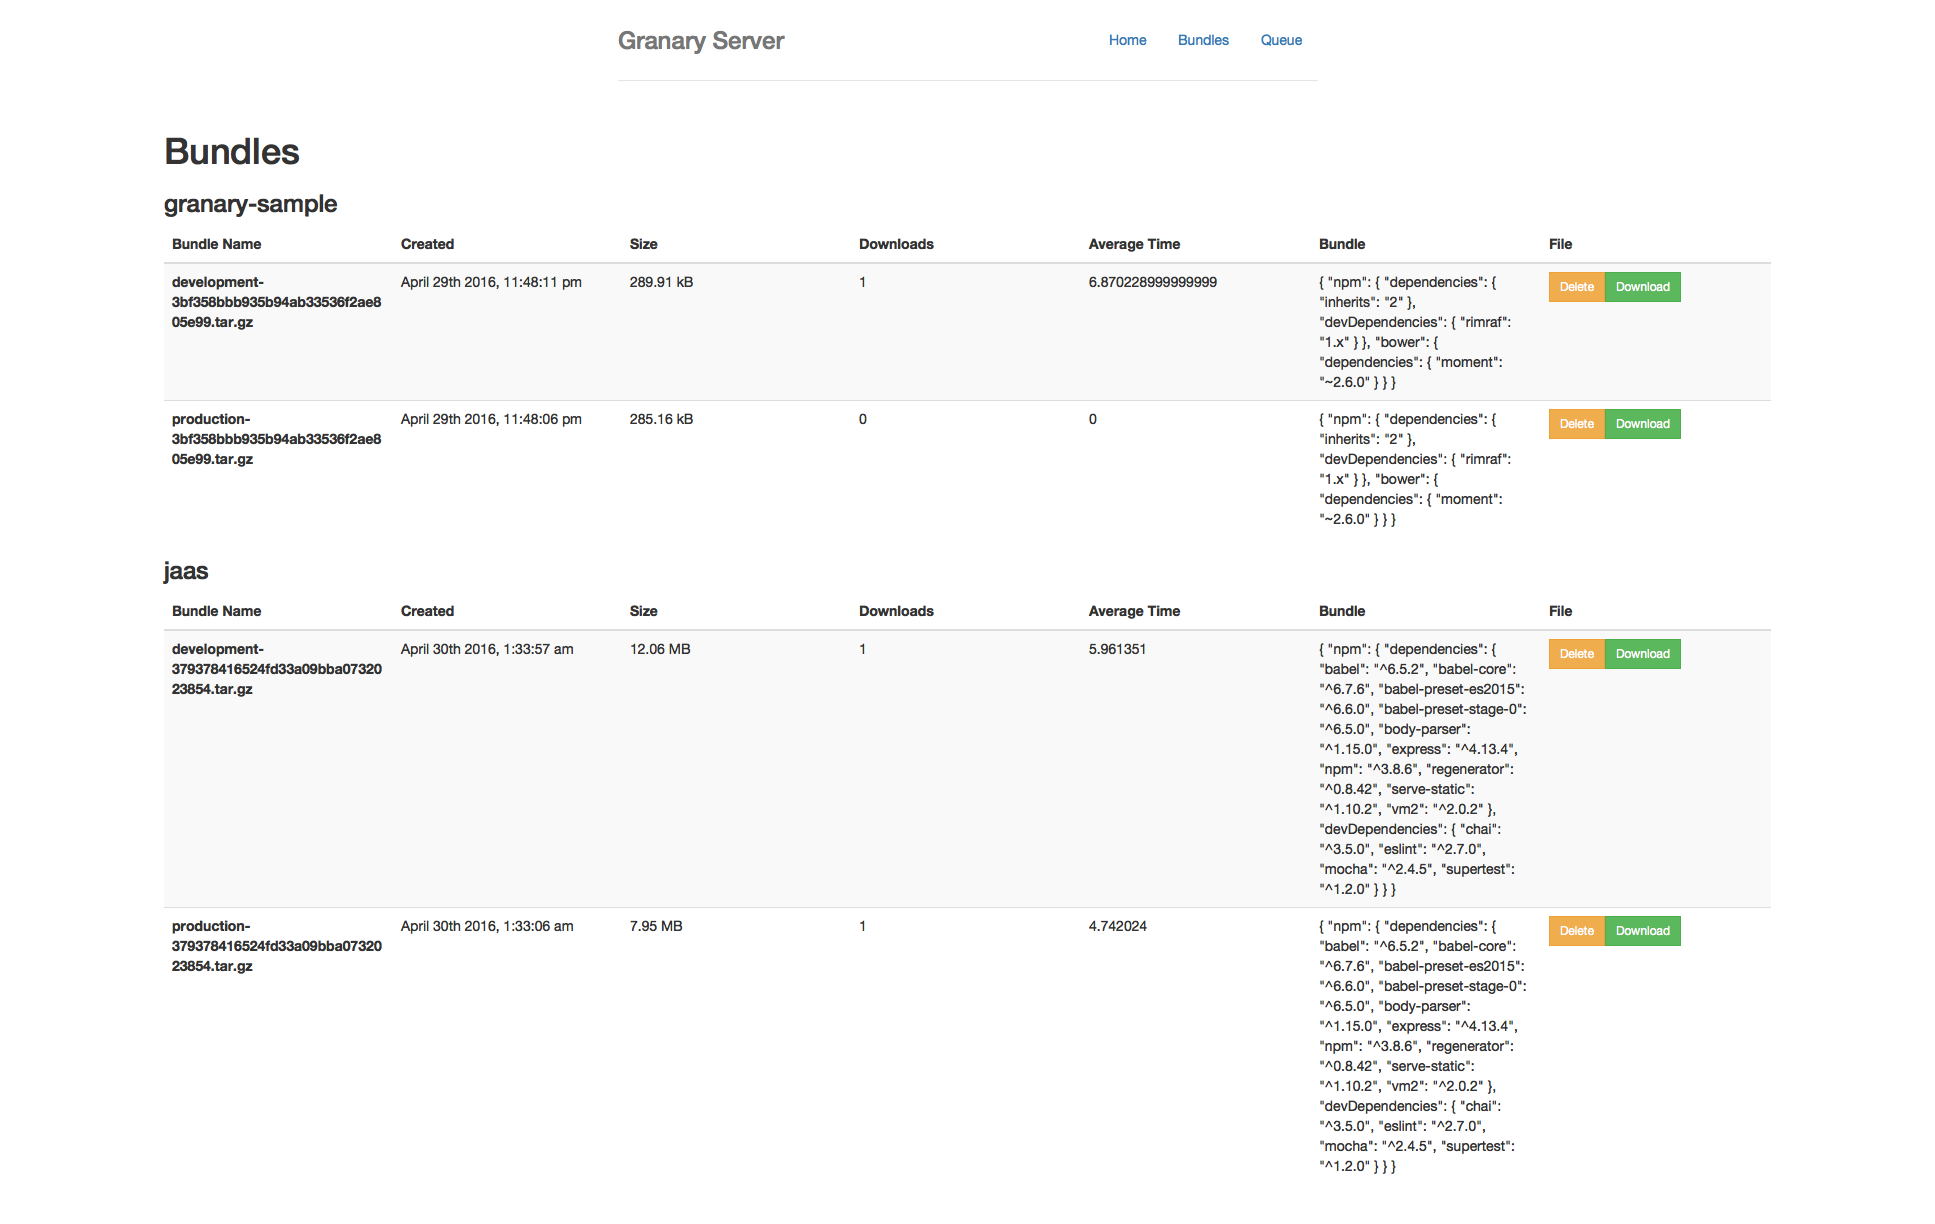 Granary Server Home Bundles Queue
Bundles
granary-sample
Bundle Name Created Size Downloads Average Time Bundle File
development-
3bf358bbb935b94ab33536f2ae8
05e99.tar.gz
April 29th 2016, 11:48:11 pm
289.91 kB
1
6.870228999999999
{ "npm": { "dependencies": {
"inherits": "2" },
"devDependencies": { "rimraf":
"1.x" } }, "bower": {
"dependencies": { "moment":
"~2.6.0" } } }
Delete Download
production-
3bf358bbb935b94ab33536f2ae8
05e99.tar.gz
April 29th 2016, 11:48:06 pm
285.16 kB
0
0
{ "npm": { "dependencies": {
"inherits": "2" },
"devDependencies": { "rimraf":
"1.x" } }, "bower": {
"dependencies": { "moment":
"~2.6.0" } } }
Delete Download
jaas
Bundle Name Created Size Downloads Average Time Bundle File
development-
379378416524fd33a09bba07320
23854.tar.gz
April 30th 2016, 1:33:57 am
12.06 MB
1
5.961351
{ "npm": { "dependencies": {
"babel": "^6.5.2", "babel-core":
"^6.7.6", "babel-preset-es2015":
"^6.6.0", "babel-preset-stage-0":
"^6.5.0", "body-parser":
"^1.15.0", "express": "^4.13.4",
"npm": "^3.8.6", "regenerator":
"^0.8.42", "serve-static":
"^1.10.2", "vm2": "^2.0.2" },
"devDependencies": { "chai":
"^3.5.0", "eslint": "^2.7.0",
"mocha": "^2.4.5", "supertest":
"^1.2.0" } } }
Delete Download
production-
379378416524fd33a09bba07320
23854.tar.gz
April 30th 2016, 1:33:06 am
7.95 MB
1
4.742024
{ "npm": { "dependencies": {
"babel": "^6.5.2", "babel-core":
"^6.7.6", "babel-preset-es2015":
"^6.6.0", "babel-preset-stage-0":
"^6.5.0", "body-parser":
"^1.15.0", "express": "^4.13.4",
"npm": "^3.8.6", "regenerator":
"^0.8.42", "serve-static":
"^1.10.2", "vm2": "^2.0.2" },
"devDependencies": { "chai":
"^3.5.0", "eslint": "^2.7.0",
"mocha": "^2.4.5", "supertest":
"^1.2.0" } } }
Delete Download